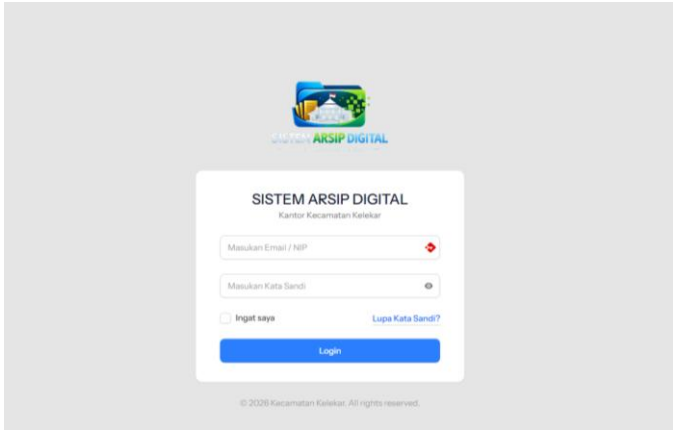 SISTEM ARSIP DIGITAL
SISTEM ARSIP DIGITAL
Kantor Kecamatan Kelekar
Masukan Email / NIP
Masukan Kata Sandi
Ingat saya
Lupa Kata Sandi?
Login
© 2026 Kecamatan Kelekar. All rights reserved.